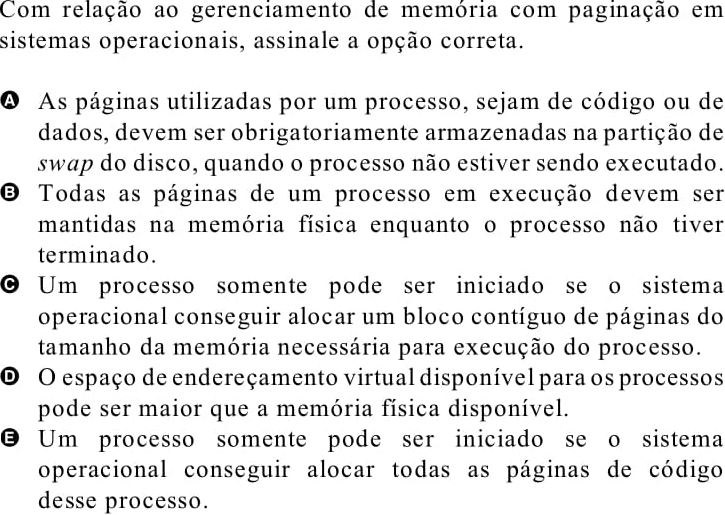 Com relação ao gerenciamento de memória com paginação em
sistemas operacionais, assinale a opção correta.
A As páginas utilizadas por um processo, sejam de código ou de
dados, devem ser obrigatoriamente armazenadas na partição de
swap do disco, quando o processo não estiver sendo executado.
B Todas as páginas de um processo em execução devem ser
mantidas na memória física enquanto o processo não tiver
terminado.
C Um processo somente pode ser iniciado se o sistema
operacional conseguir alocar um bloco contíguo de páginas do
tamanho da memória necessária para execução do processo.
D O espaço de endereçamento virtual disponível para os processos
pode ser maior que a memória física disponível.
E Um processo somente pode ser iniciado se o sistema
operacional conseguir alocar todas as páginas de código
desse processo.